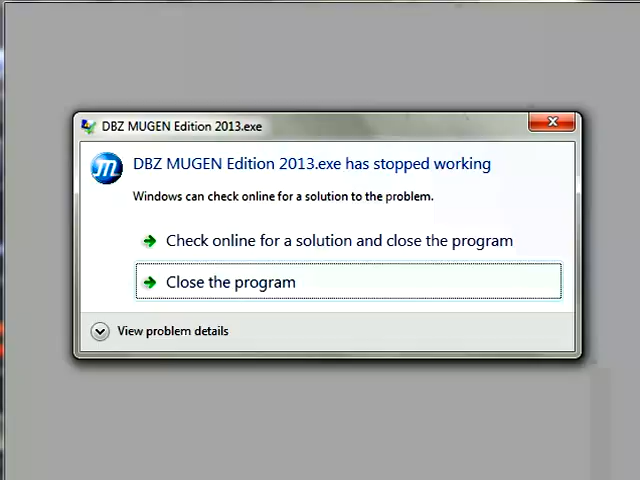 DBZ MUGEN Edition 2013.exe
DBZ MUGEN Edition 2013.exe has stopped working
Windows can check online for a solution to the problem.
Check online for a solution and close the program
Close the program
View problem details